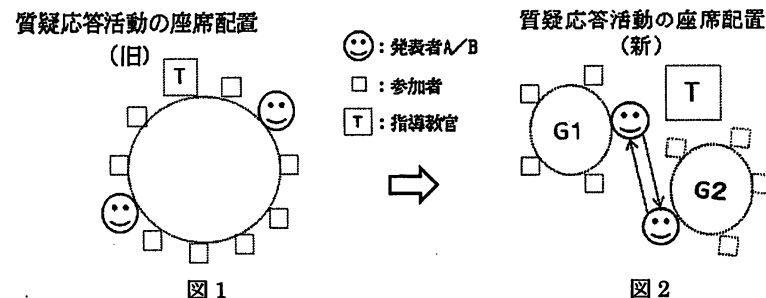 質疑応答活動の座席配置
(旧)
T
図1
:発表者A/B
□:参加者
T:指導教官
質疑応答活動の座席配置
(新)
T
G1
G2
図2